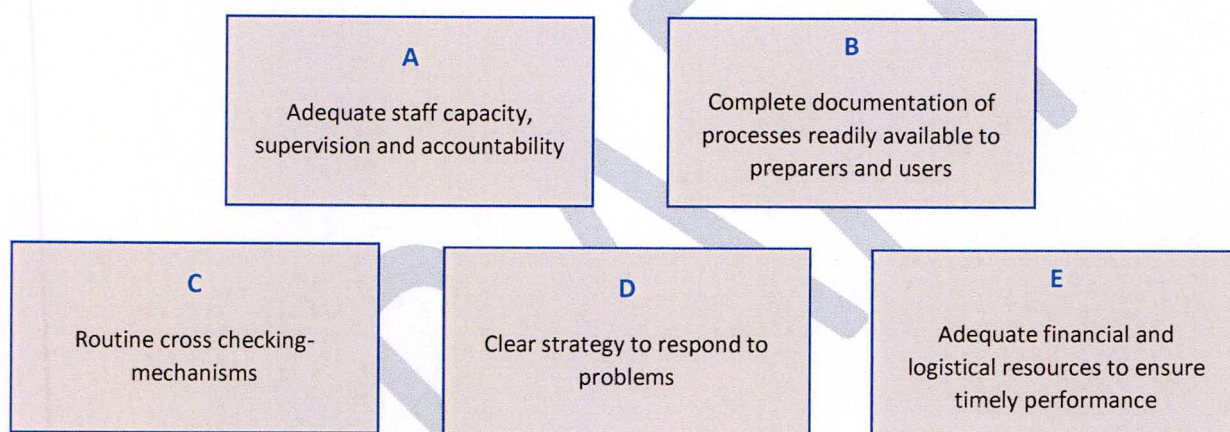 A
Adequate staff capacity,
supervision and accountability
B
Complete documentation of
processes readily available to
preparers and users
C
Routine cross checking-
mechanisms
D
Clear strategy to respond to
problems
E
Adequate financial and
logistical resources to ensure
timely performance